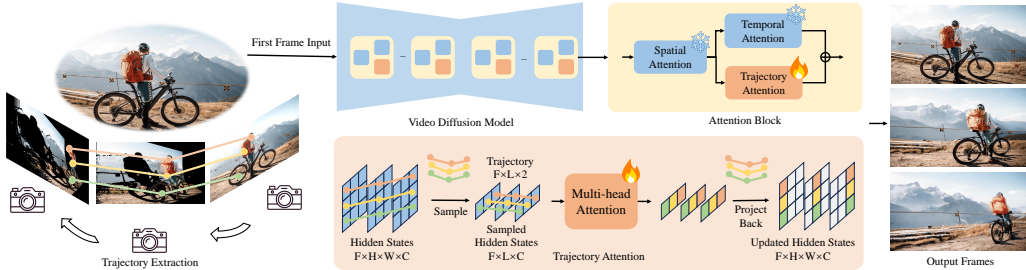 First Frame Input
Trajectory Extraction
Video Diffusion Model
Spatial
Attention
Temporal
Attention
Trajectory
Attention
Attention Block
Hidden States
F×H×W×C
Sample
Trajectory
F×L×2
Sampled
Hidden States
F×L×C
Multi-head
Attention
Trajectory Attention
Project
Back
Updated Hidden States
F×H×W×C
Output Frames